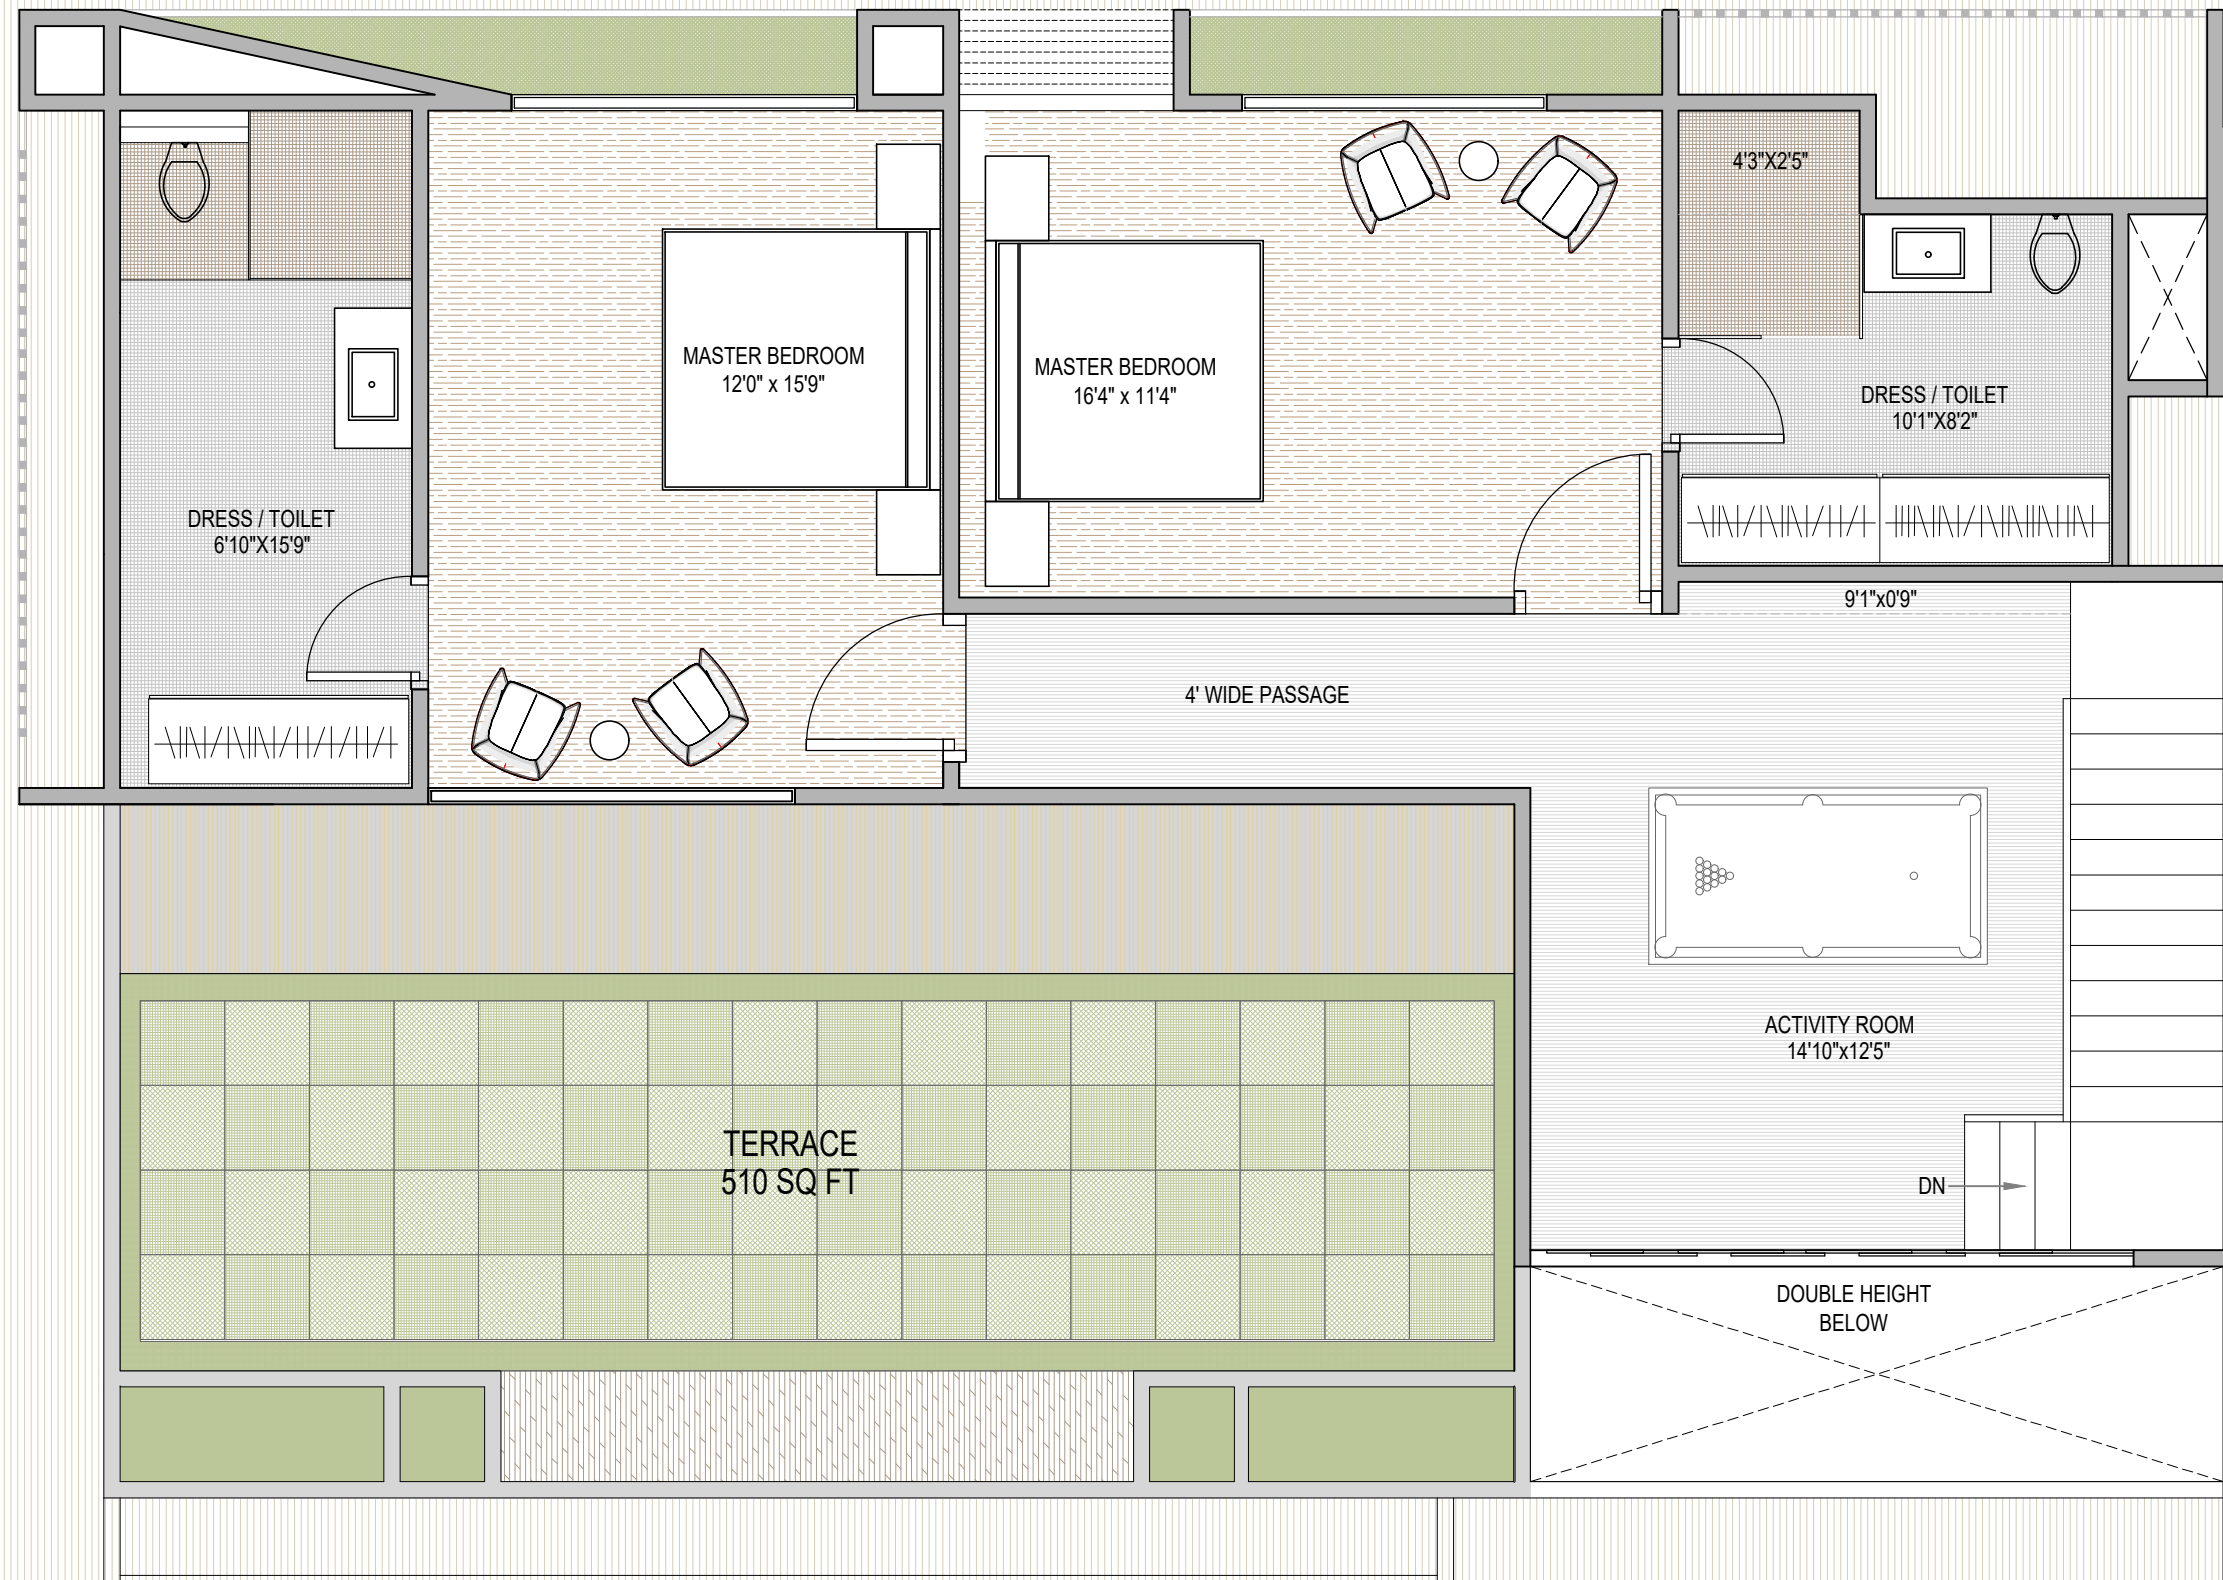 4'3"X2'5"
MASTER BEDROOM
12'0" x 15'9"
MASTER BEDROOM
16'4" x 11'4"
DRESS / TOILET
10'1"X8'2"
DRESS / TOILET
6'10"X15'9"
9'1"x0'9"
4' WIDE PASSAGE
ACTIVITY ROOM
14'10"x12'5"
TERRACE
510 SQ FT
DN
DOUBLE HEIGHT
BELOW